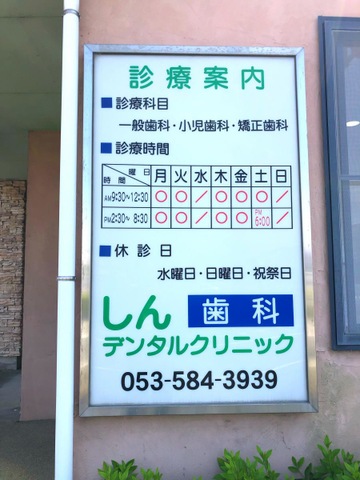 診療案内
■診療科目
一般歯科・小児歯科・矯正歯科
■診療時間
時間 曜日 月 火 水 木 金 土 日
AM9:30~12:30 ○ ○ / ○ ○ ○ /
PM2:30~8:30 ○ ○ / ○ ○ PM6:00 /
■休診日
水曜日・日曜日・祝祭日
しん歯科
デンタルクリニック
053-584-3939